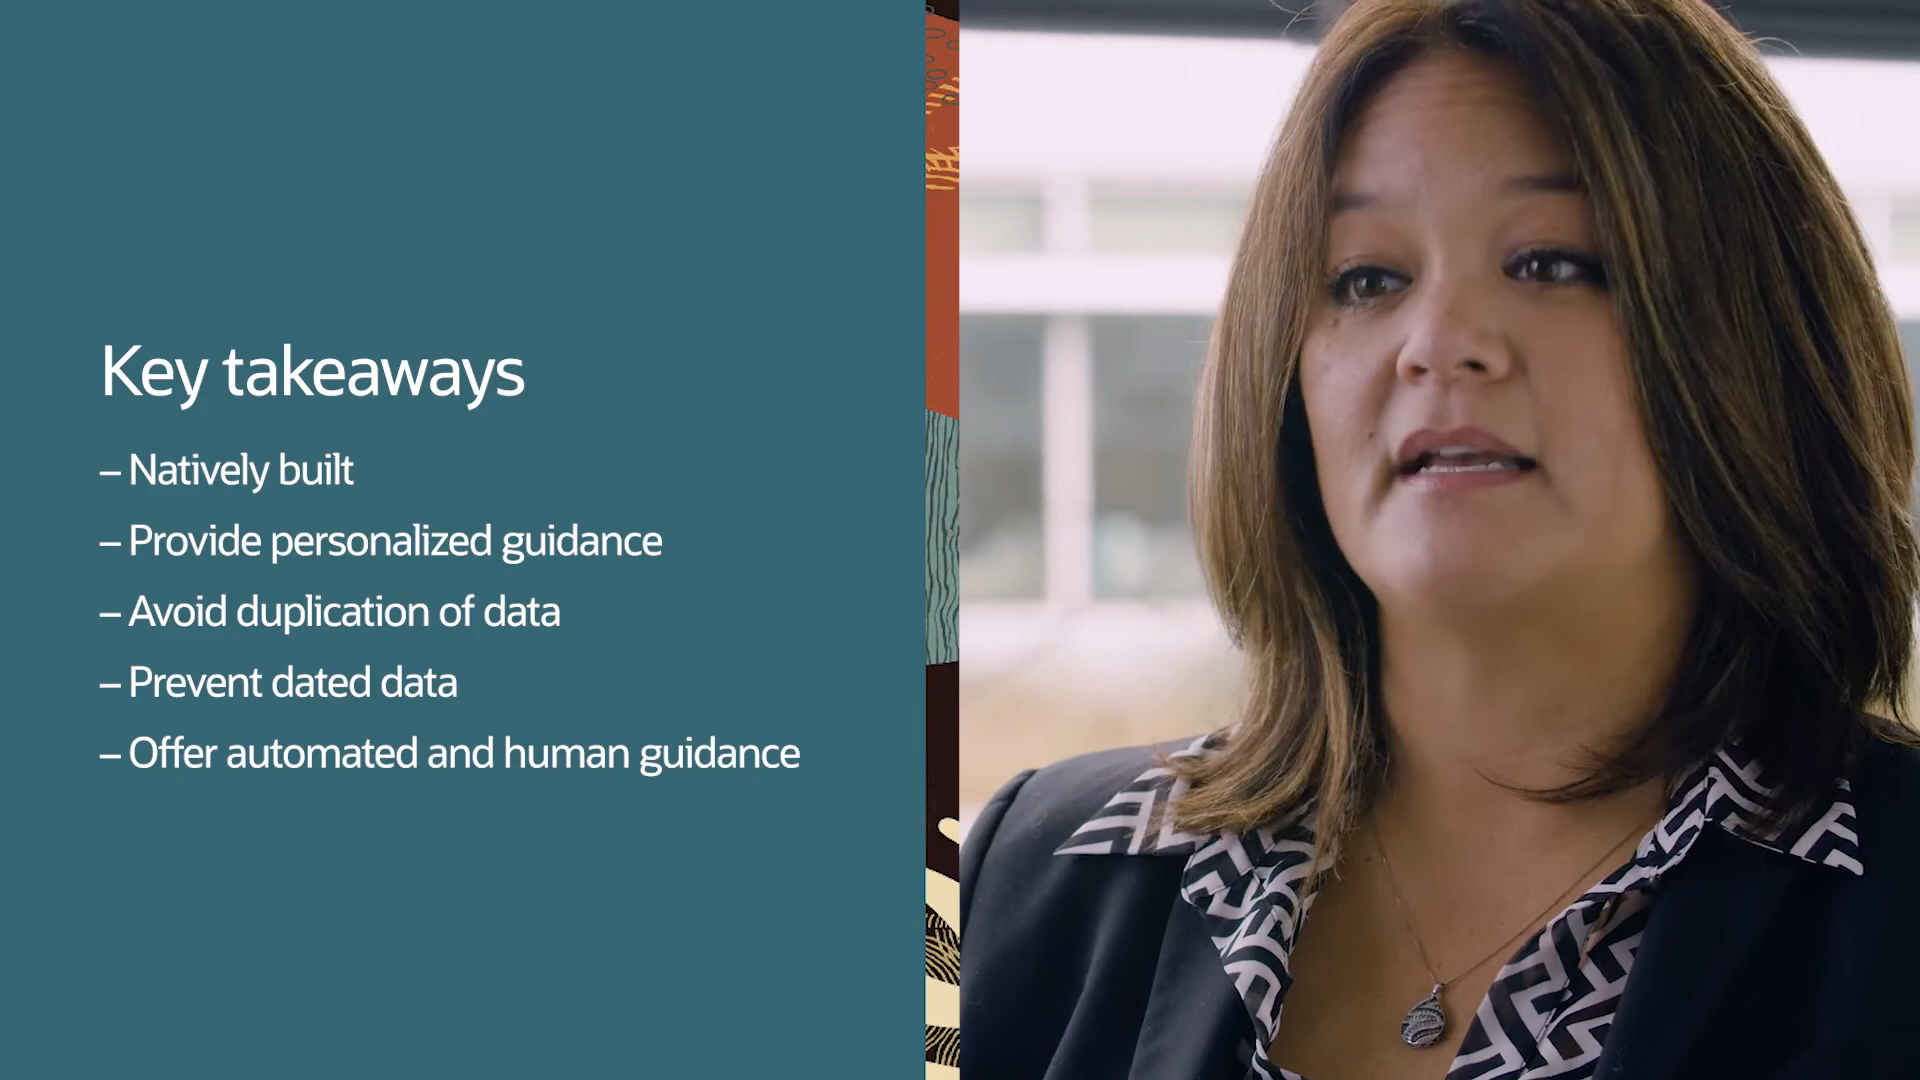 Key takeaways
– Natively built
– Provide personalized guidance
– Avoid duplication of data
– Prevent dated data
– Offer automated and human guidance